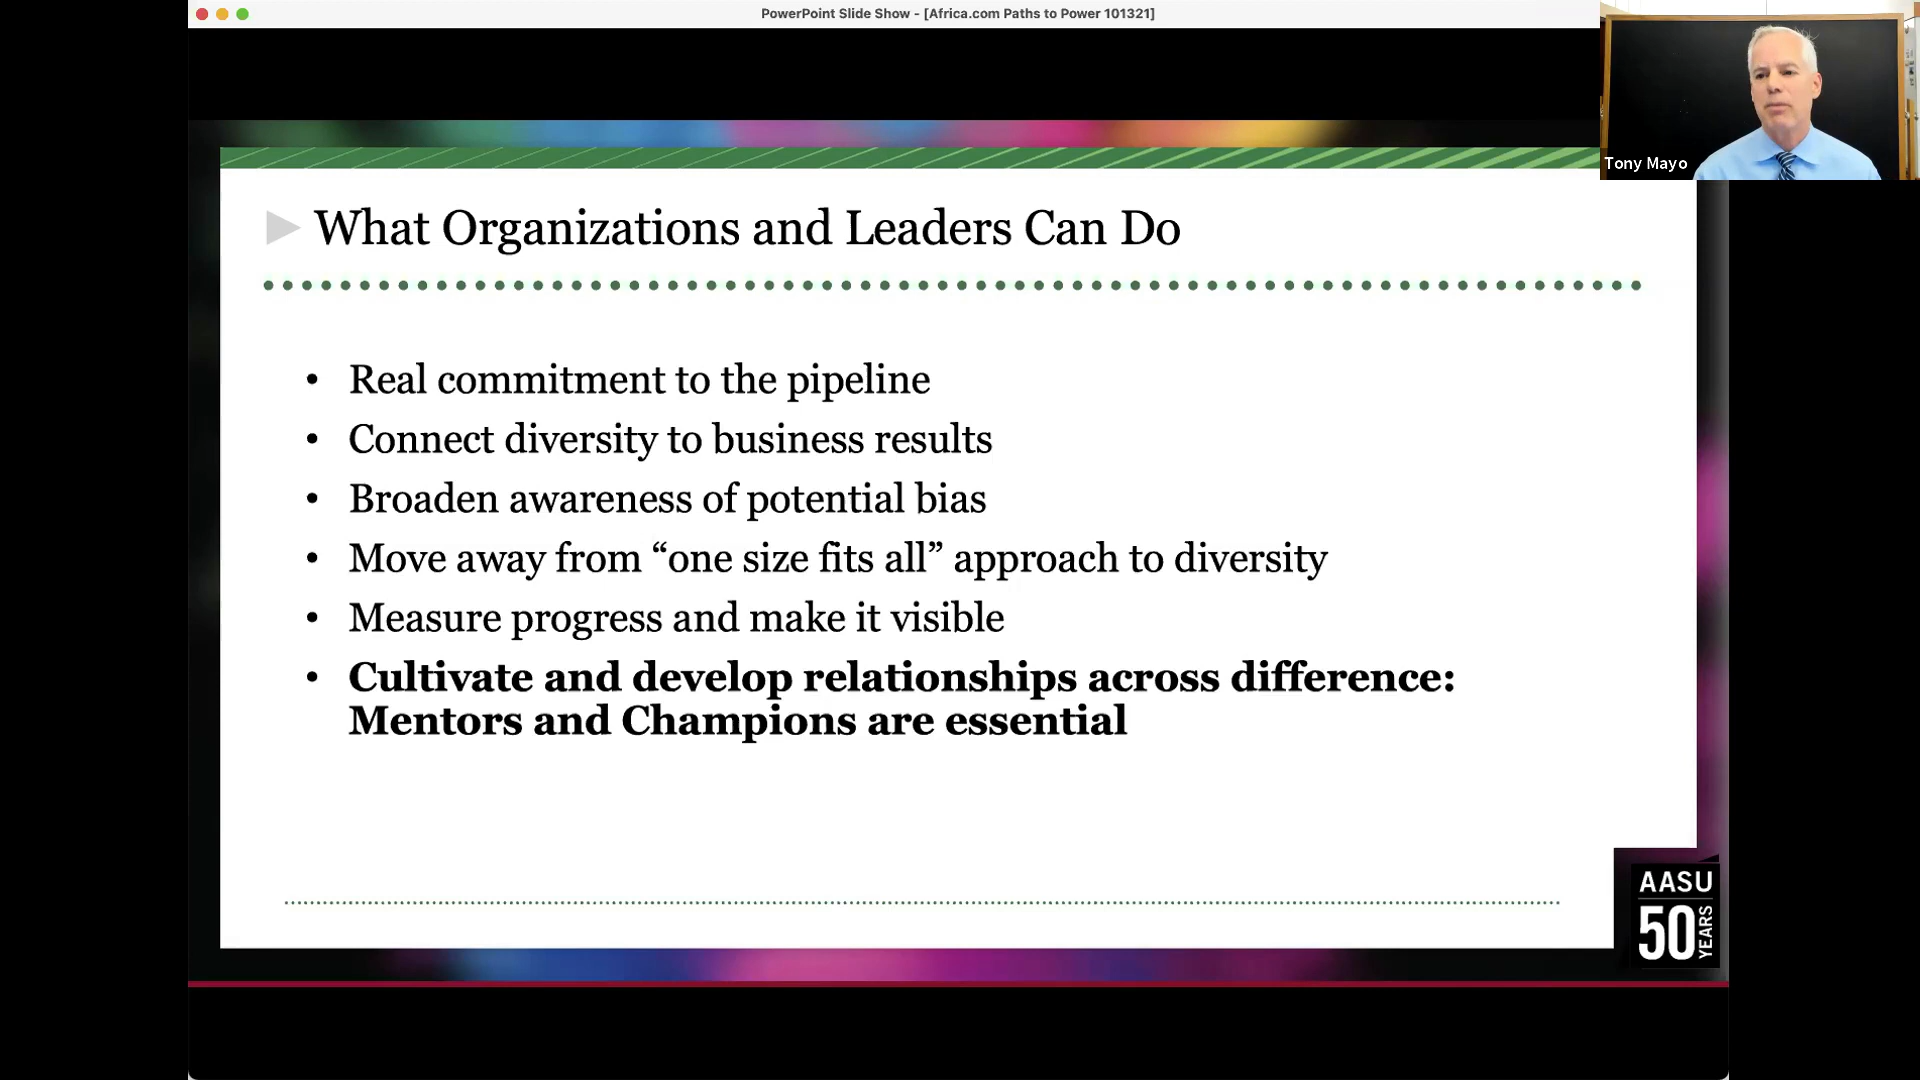 PowerPoint Slide Show - [Africa.com Paths to Power 101321]
Tony Mayo
What Organizations and Leaders Can Do
• Real commitment to the pipeline
• Connect diversity to business results
• Broaden awareness of potential bias
• Move away from “one size fits all” approach to diversity
• Measure progress and make it visible
• Cultivate and develop relationships across difference:
Mentors and Champions are essential
AASU
50
YEARS